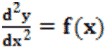 d²y/dx² = f(x)